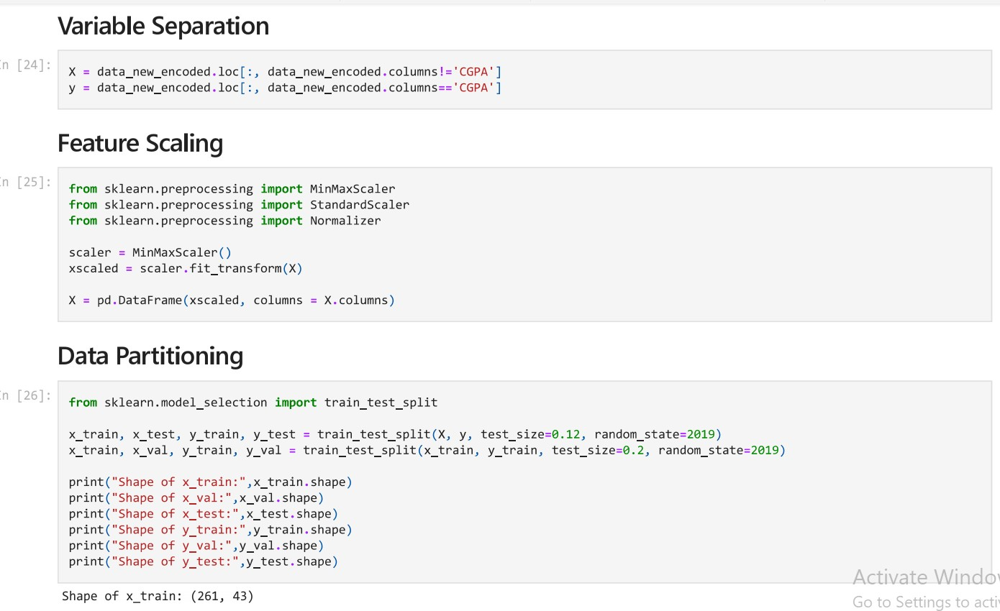 Variable Separation
In [24]:
X = data_new_encoded.loc[:, data_new_encoded.columns!='CGPA']
y = data_new_encoded.loc[:, data_new_encoded.columns=='CGPA']
Feature Scaling
In [25]:
from sklearn.preprocessing import MinMaxScaler
from sklearn.preprocessing import StandardScaler
from sklearn.preprocessing import Normalizer
scaler = MinMaxScaler()
xscaled = scaler.fit_transform(X)
X = pd.DataFrame(xscaled, columns = X.columns)
Data Partitioning
In [26]:
from sklearn.model_selection import train_test_split
x_train, x_test, y_train, y_test = train_test_split(X, y, test_size=0.12, random_state=2019)
x_train, x_val, y_train, y_val = train_test_split(x_train, y_train, test_size=0.2, random_state=2019)
print("Shape of x_train:",x_train.shape)
print("Shape of x_val:",x_val.shape)
print("Shape of x_test:",x_test.shape)
print("Shape of y_train:",y_train.shape)
print("Shape of y_val:",y_val.shape)
print("Shape of y_test:",y_test.shape)
Shape of x_train: (261, 43)
Activate Window
Go to Settings to activ